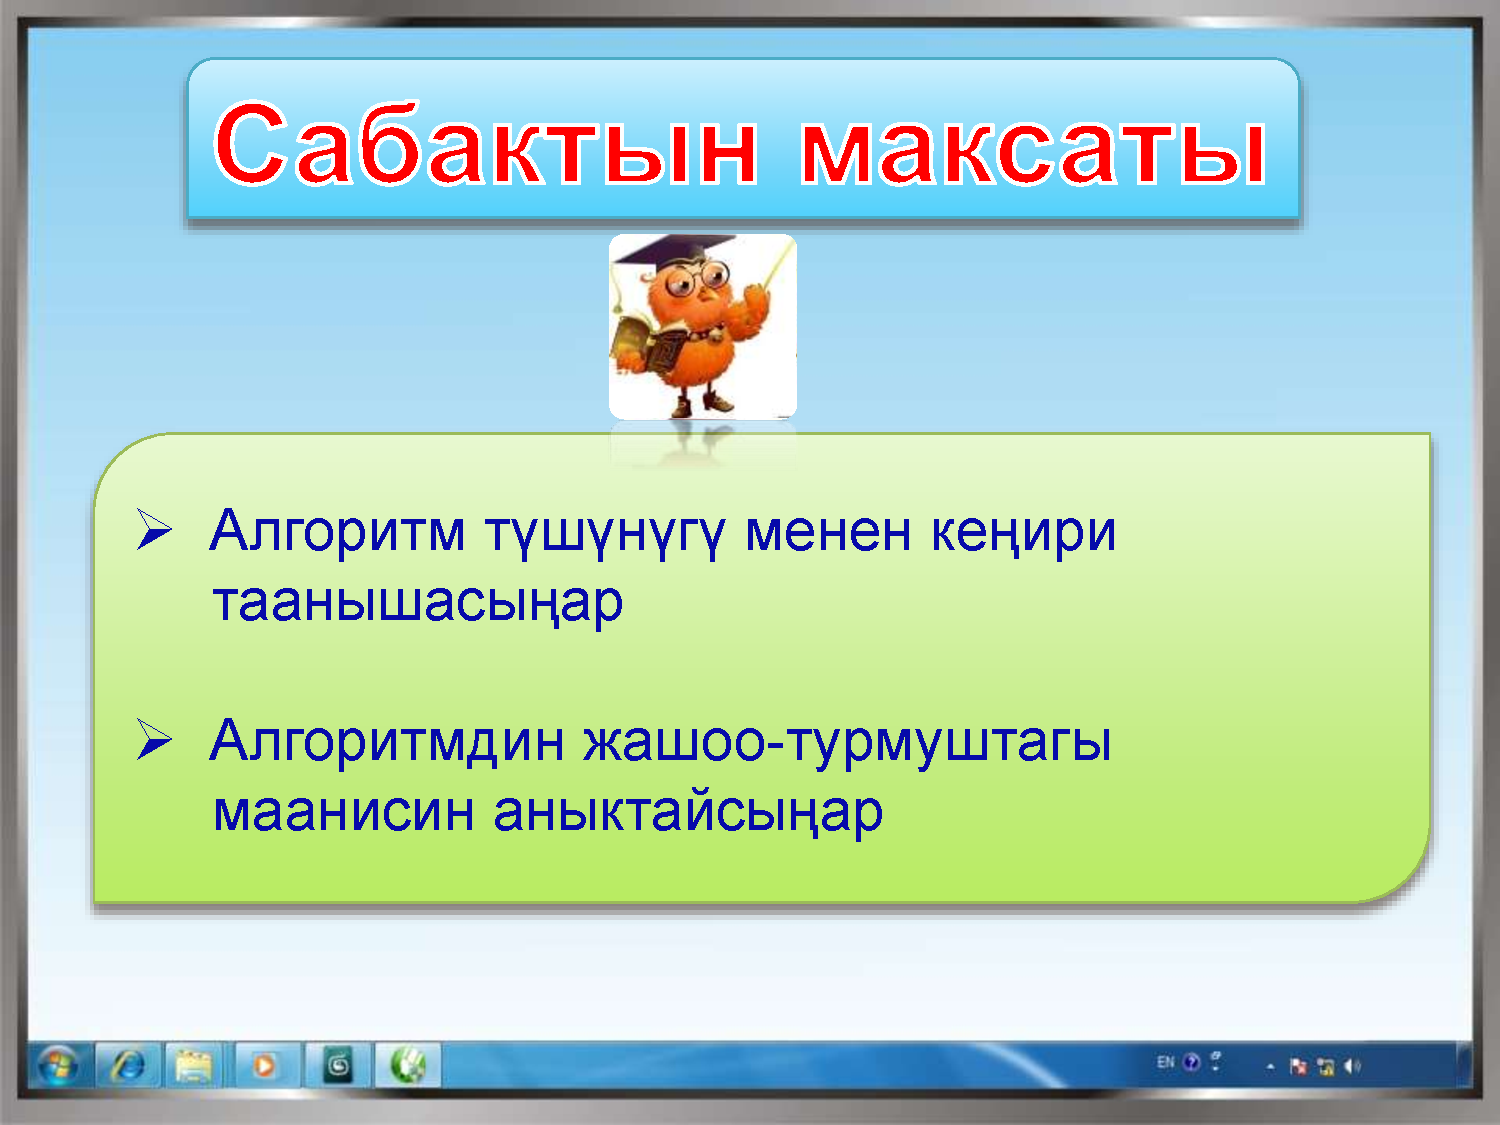 Сабактын максаты
➢ Алгоритм түшүнүгү менен кеңири
таанышасыңар
➢ Алгоритмдин жашоо-турмуштагы
маанисин аныктайсыңар
EN